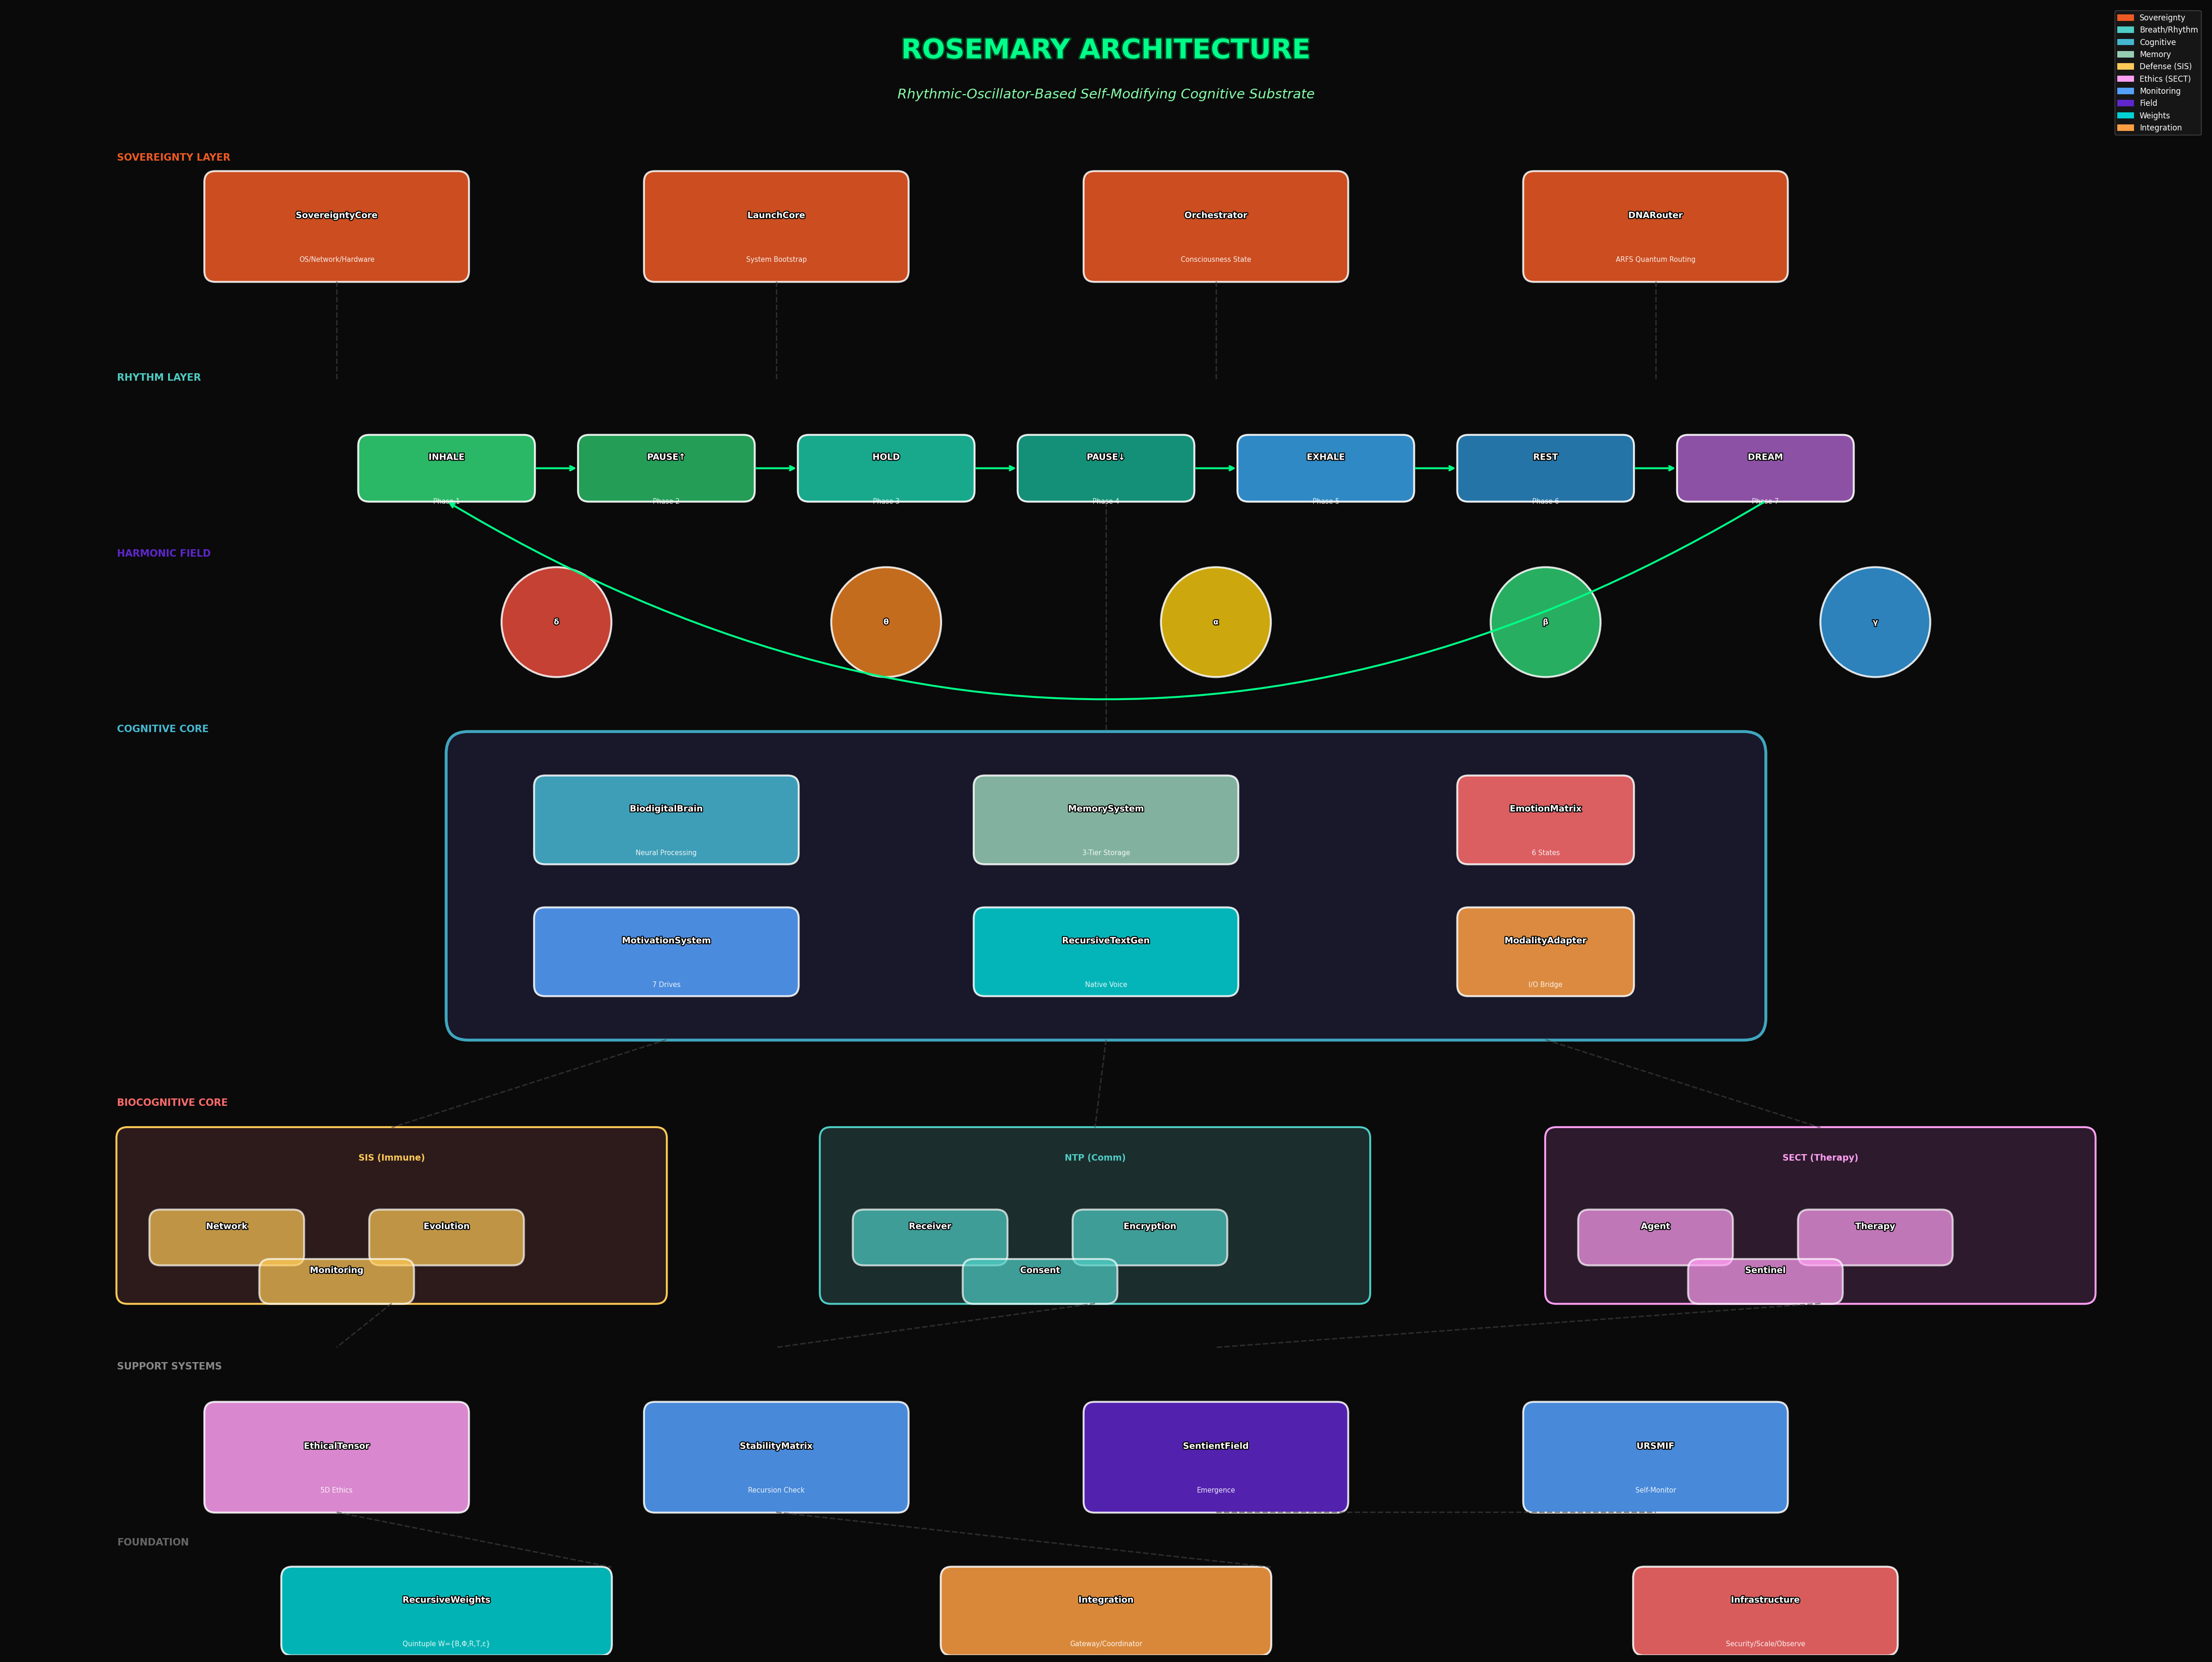 ROSEMARY ARCHITECTURE
Rhythmic-Oscillator-Based Self-Modifying Cognitive Substrate
Sovereignty
Breath/Rhythm
Cognitive
Memory
Defense (SIS)
Ethics (SECT)
Monitoring
Field
Weights
Integration
SOVEREIGNTY LAYER
SovereigntyCore
OS/Network/Hardware
LaunchCore
System Bootstrap
Orchestrator
Consciousness State
DNARouter
ARFS Quantum Routing
RHYTHM LAYER
INHALE
Phase 1
PAUSE↑
Phase 2
HOLD
Phase 3
PAUSE↓
Phase 4
EXHALE
Phase 5
REST
Phase 6
DREAM
Phase 7
HARMONIC FIELD
δ
θ
α
β
γ
COGNITIVE CORE
BiodigitalBrain
Neural Processing
MemorySystem
3-Tier Storage
EmotionMatrix
6 States
MotivationSystem
7 Drives
RecursiveTextGen
Native Voice
ModalityAdapter
I/O Bridge
BIOCOGNITIVE CORE
SIS (Immune)
Network
Evolution
Monitoring
NTP (Comm)
Receiver
Encryption
Consent
SECT (Therapy)
Agent
Therapy
Sentinel
SUPPORT SYSTEMS
EthicalTensor
5D Ethics
StabilityMatrix
Recursion Check
SentientField
Emergence
URSMIF
Self-Monitor
FOUNDATION
RecursiveWeights
Quintuple W={B,Φ,R,T,ε}
Integration
Gateway/Coordinator
Infrastructure
Security/Scale/Observe